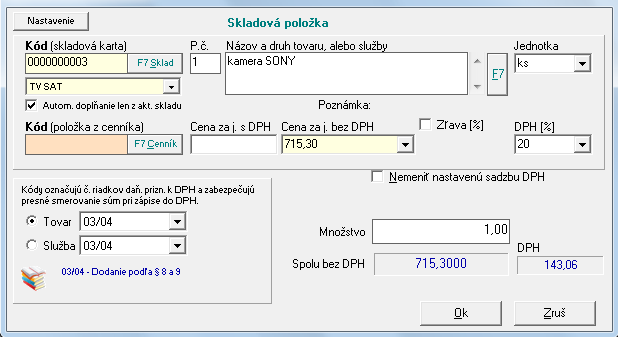 Nastavenie
Skladová položka
Kód (skladová karta)
P.č.
Názov a druh tovaru, alebo služby
Jednotka
0000000003
F7 Sklad
1
kamera SONY
F7
ks
TV SAT
Autom. dopĺňanie len z akt. skladu
Poznámka:
Kód (položka z cenníka)
Cena za j. s DPH
Cena za j. bez DPH
Zľava [%]
DPH [%]
F7 Cenník
715,30
20
Nemeniť nastavenú sadzbu DPH
Kódy označujú č. riadkov daň. prizn. k DPH a zabezpečujú
presné smerovanie súm pri zápise do DPH.
Tovar
03/04
Služba
03/04
03/04 - Dodanie podľa § 8 a 9
Množstvo
1,00
DPH
Spolu bez DPH
715,3000
143,06
Ok
Zruš